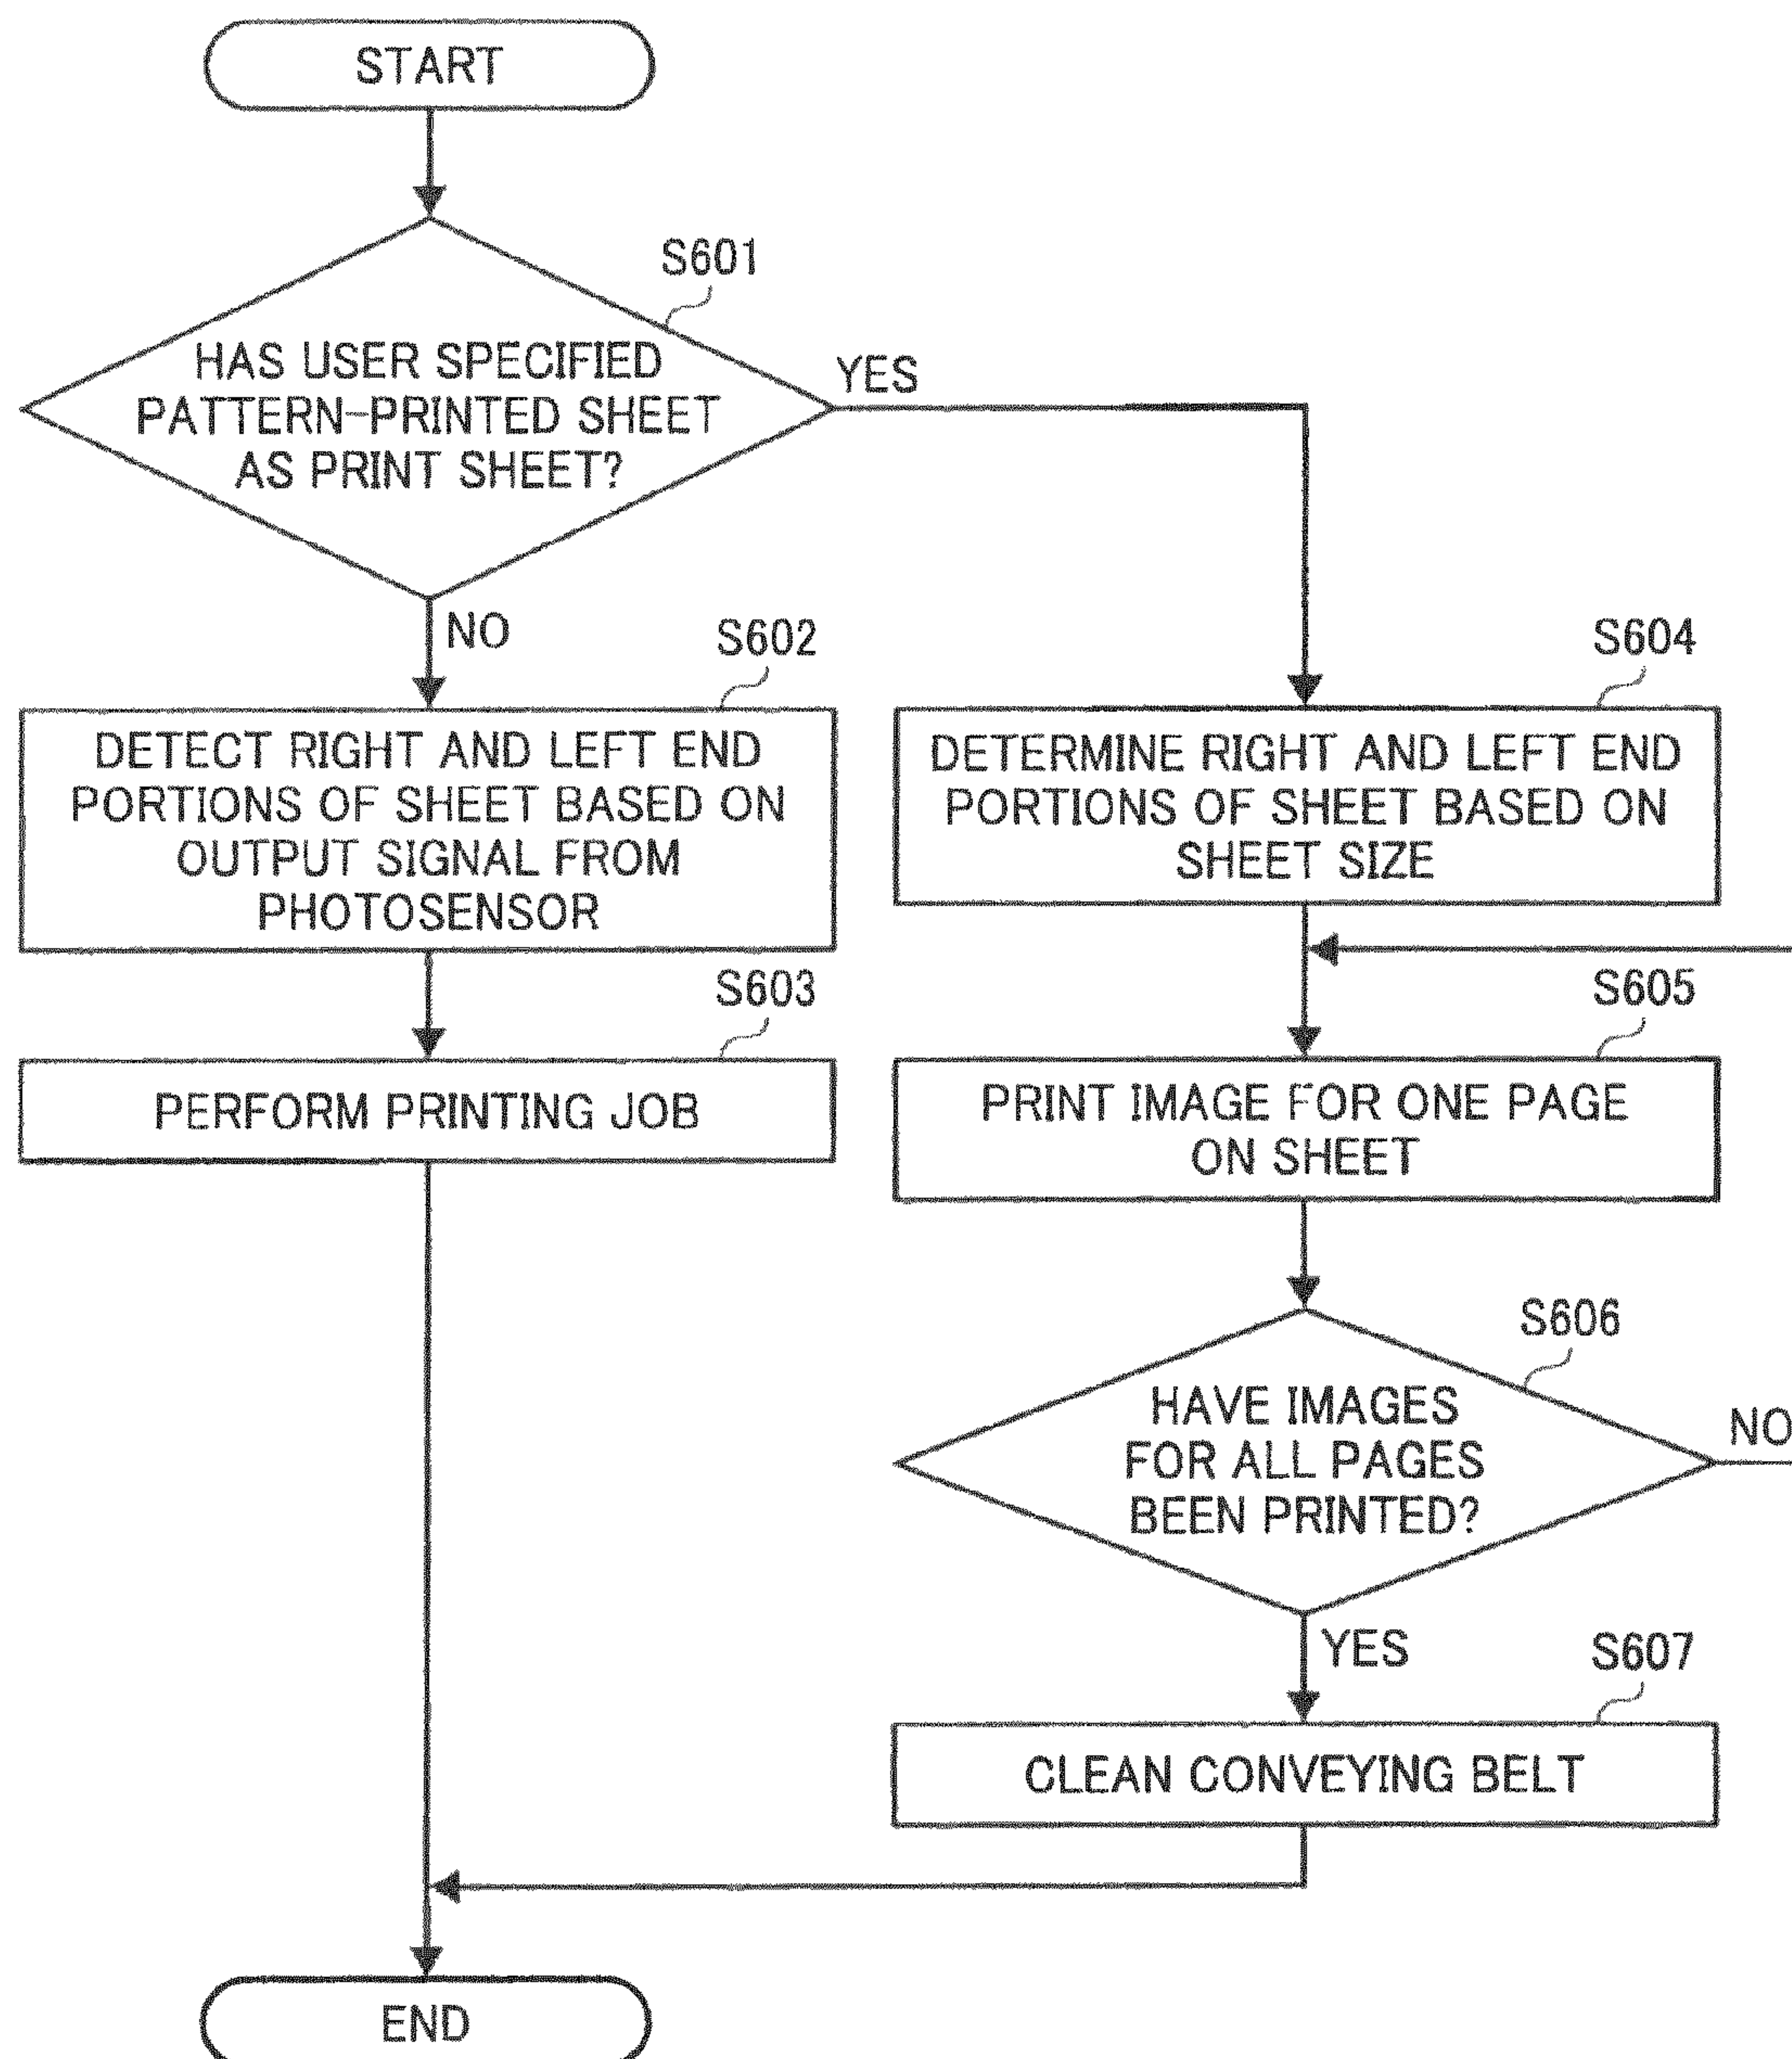 START
S601
HAS USER SPECIFIED
PATTERN-PRINTED SHEET
AS PRINT SHEET?
YES
NO
S602
DETECT RIGHT AND LEFT END
PORTIONS OF SHEET BASED ON
OUTPUT SIGNAL FROM
PHOTOSENSOR
S604
DETERMINE RIGHT AND LEFT END
PORTIONS OF SHEET BASED ON
SHEET SIZE
S603
PERFORM PRINTING JOB
S605
PRINT IMAGE FOR ONE PAGE
ON SHEET
S606
HAVE IMAGES
FOR ALL PAGES
BEEN PRINTED?
NO
YES
S607
CLEAN CONVEYING BELT
END